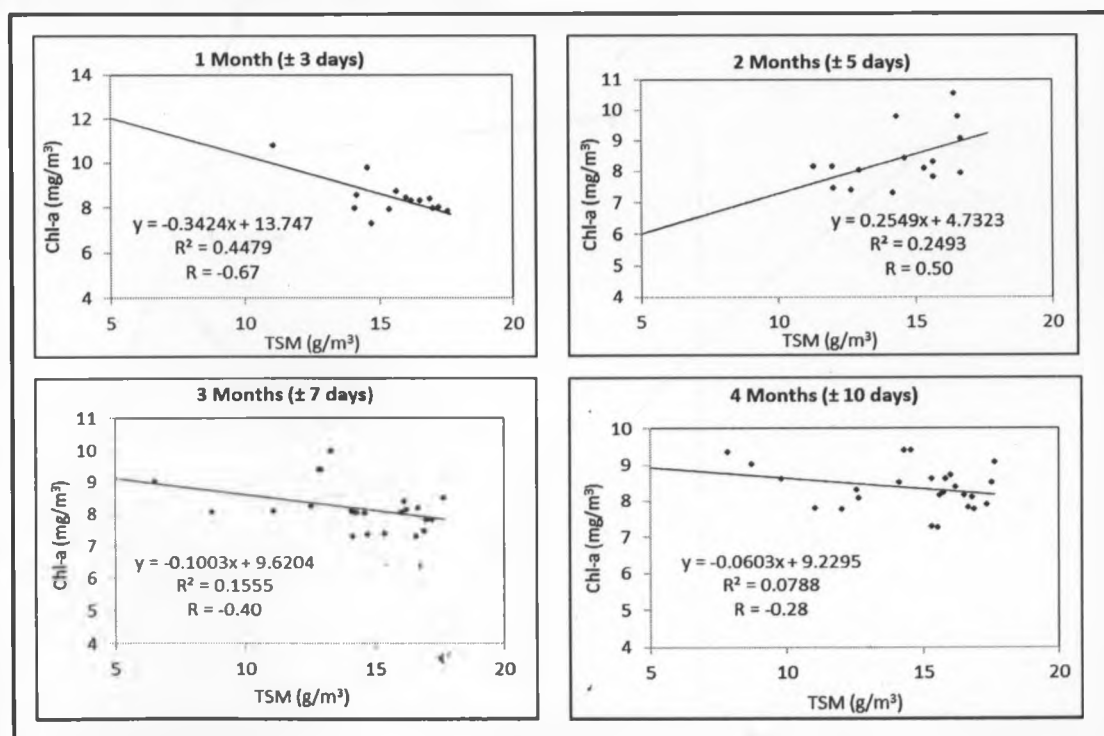 1 Month (± 3 days)
14
12
10
8
6
4
Chl-a (mg/m³)
y = -0.3424x + 13.747
R² = 0.4479
R = -0.67
5
10
15
20
TSM (g/m³)
2 Months (± 5 days)
11
10
9
8
7
6
5
4
Chl-a (mg/m³)
y = 0.2549x + 4.7323
R² = 0.2493
R = 0.50
5
10
15
20
TSM (g/m³)
3 Months (± 7 days)
11
10
9
8
7
6
5
4
Chl-a (mg/m³)
y = -0.1003x + 9.6204
R² = 0.1555
R = -0.40
5
10
15
20
TSM (g/m³)
4 Months (± 10 days)
10
9
8
7
6
5
4
Chl-a (mg/m³)
y = -0.0603x + 9.2295
R² = 0.0788
R = -0.28
5
10
15
20
TSM (g/m³)